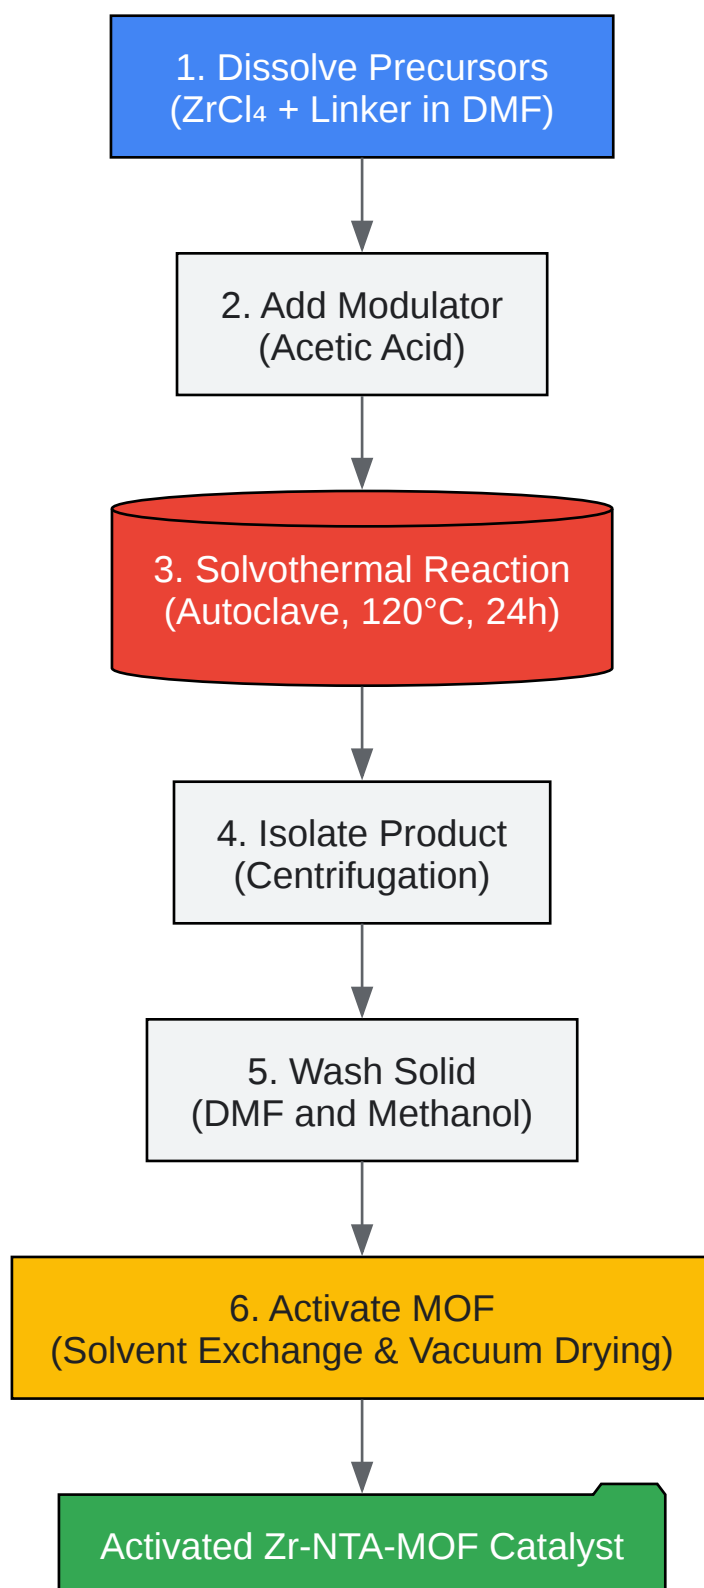 1. Dissolve Precursors
(ZrCl₄ + Linker in DMF)
2. Add Modulator
(Acetic Acid)
3. Solvothermal Reaction
(Autoclave, 120°C, 24h)
4. Isolate Product
(Centrifugation)
5. Wash Solid
(DMF and Methanol)
6. Activate MOF
(Solvent Exchange & Vacuum Drying)
Activated Zr-NTA-MOF Catalyst